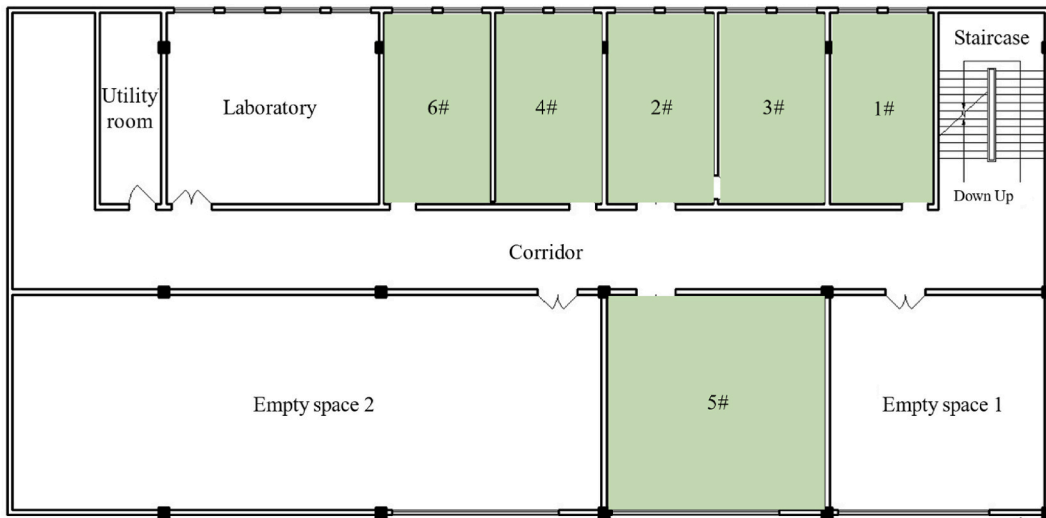 Staircase
Utility
room
Laboratory
6#
4#
2#
3#
1#
Down Up
Corridor
Empty space 2
5#
Empty space 1